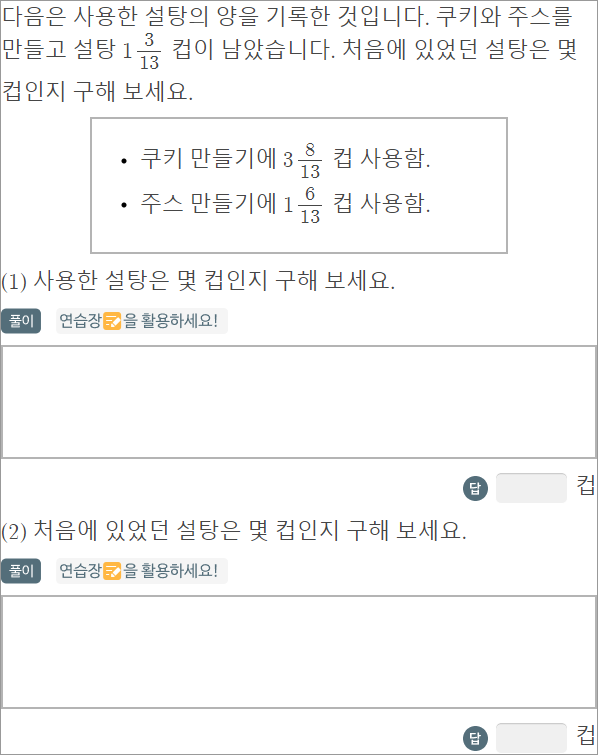 다음은 사용한 설탕의 양을 기록한 것입니다. 쿠키와 주스를
만들고 설탕 1 3/13 컵이 남았습니다. 처음에 있었던 설탕은 몇
컵인지 구해 보세요.
• 쿠키 만들기에 3 8/13 컵 사용함.
• 주스 만들기에 1 6/13 컵 사용함.
(1) 사용한 설탕은 몇 컵인지 구해 보세요.
풀이 연습장을 활용하세요!
답 컵
(2) 처음에 있었던 설탕은 몇 컵인지 구해 보세요.
풀이 연습장을 활용하세요!
답 컵